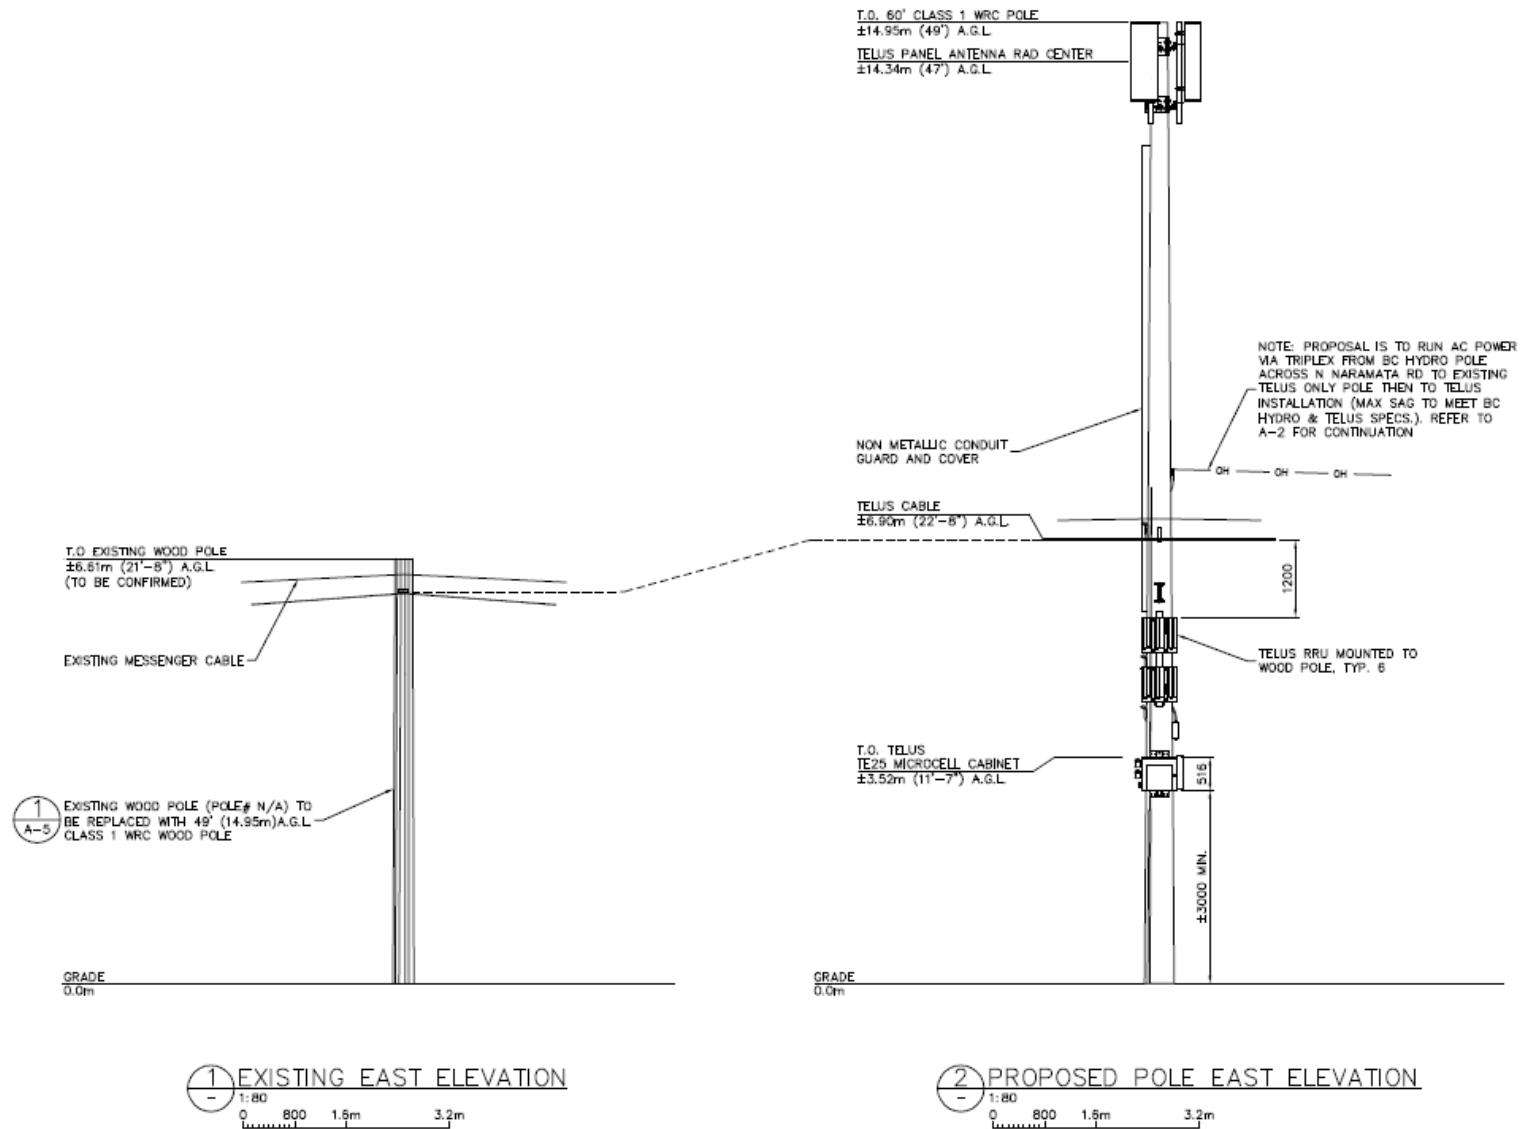 T.O. 60' CLASS 1 WRC POLE
±14.95m (49') A.G.L
TELUS PANEL ANTENNA RAD CENTER
±14.34m (47') A.G.L
NOTE: PROPOSAL IS TO RUN AC POWER
VIA TRIPLEX FROM BC HYDRO POLE
ACROSS N NARAMATA RD TO EXISTING
TELUS ONLY POLE THEN TO TELUS
INSTALLATION (MAX SAG TO MEET BC
HYDRO & TELUS SPECS.). REFER TO
A-2 FOR CONTINUATION
NON METALLIC CONDUIT
GUARD AND COVER
OH OH OH
TELUS CABLE
±6.90m (22'-8") A.G.L
T.O EXISTING WOOD POLE
±6.61m (21'-8") A.G.L
(TO BE CONFIRMED)
1200
EXISTING MESSENGER CABLE
TELUS RRU MOUNTED TO
WOOD POLE, TYP. 6
T.O. TELUS
TE25 MICROCELL CABINET
±3.52m (11'-7") A.G.L
516
1
A-5
EXISTING WOOD POLE (POLE# N/A) TO
BE REPLACED WITH 49' (14.95m)A.G.L
CLASS 1 WRC WOOD POLE
±3000 MIN.
GRADE
0.0m
GRADE
0.0m
1
-
EXISTING EAST ELEVATION
1:80
0 800 1.6m 3.2m
2
-
PROPOSED POLE EAST ELEVATION
1:80
0 800 1.6m 3.2m